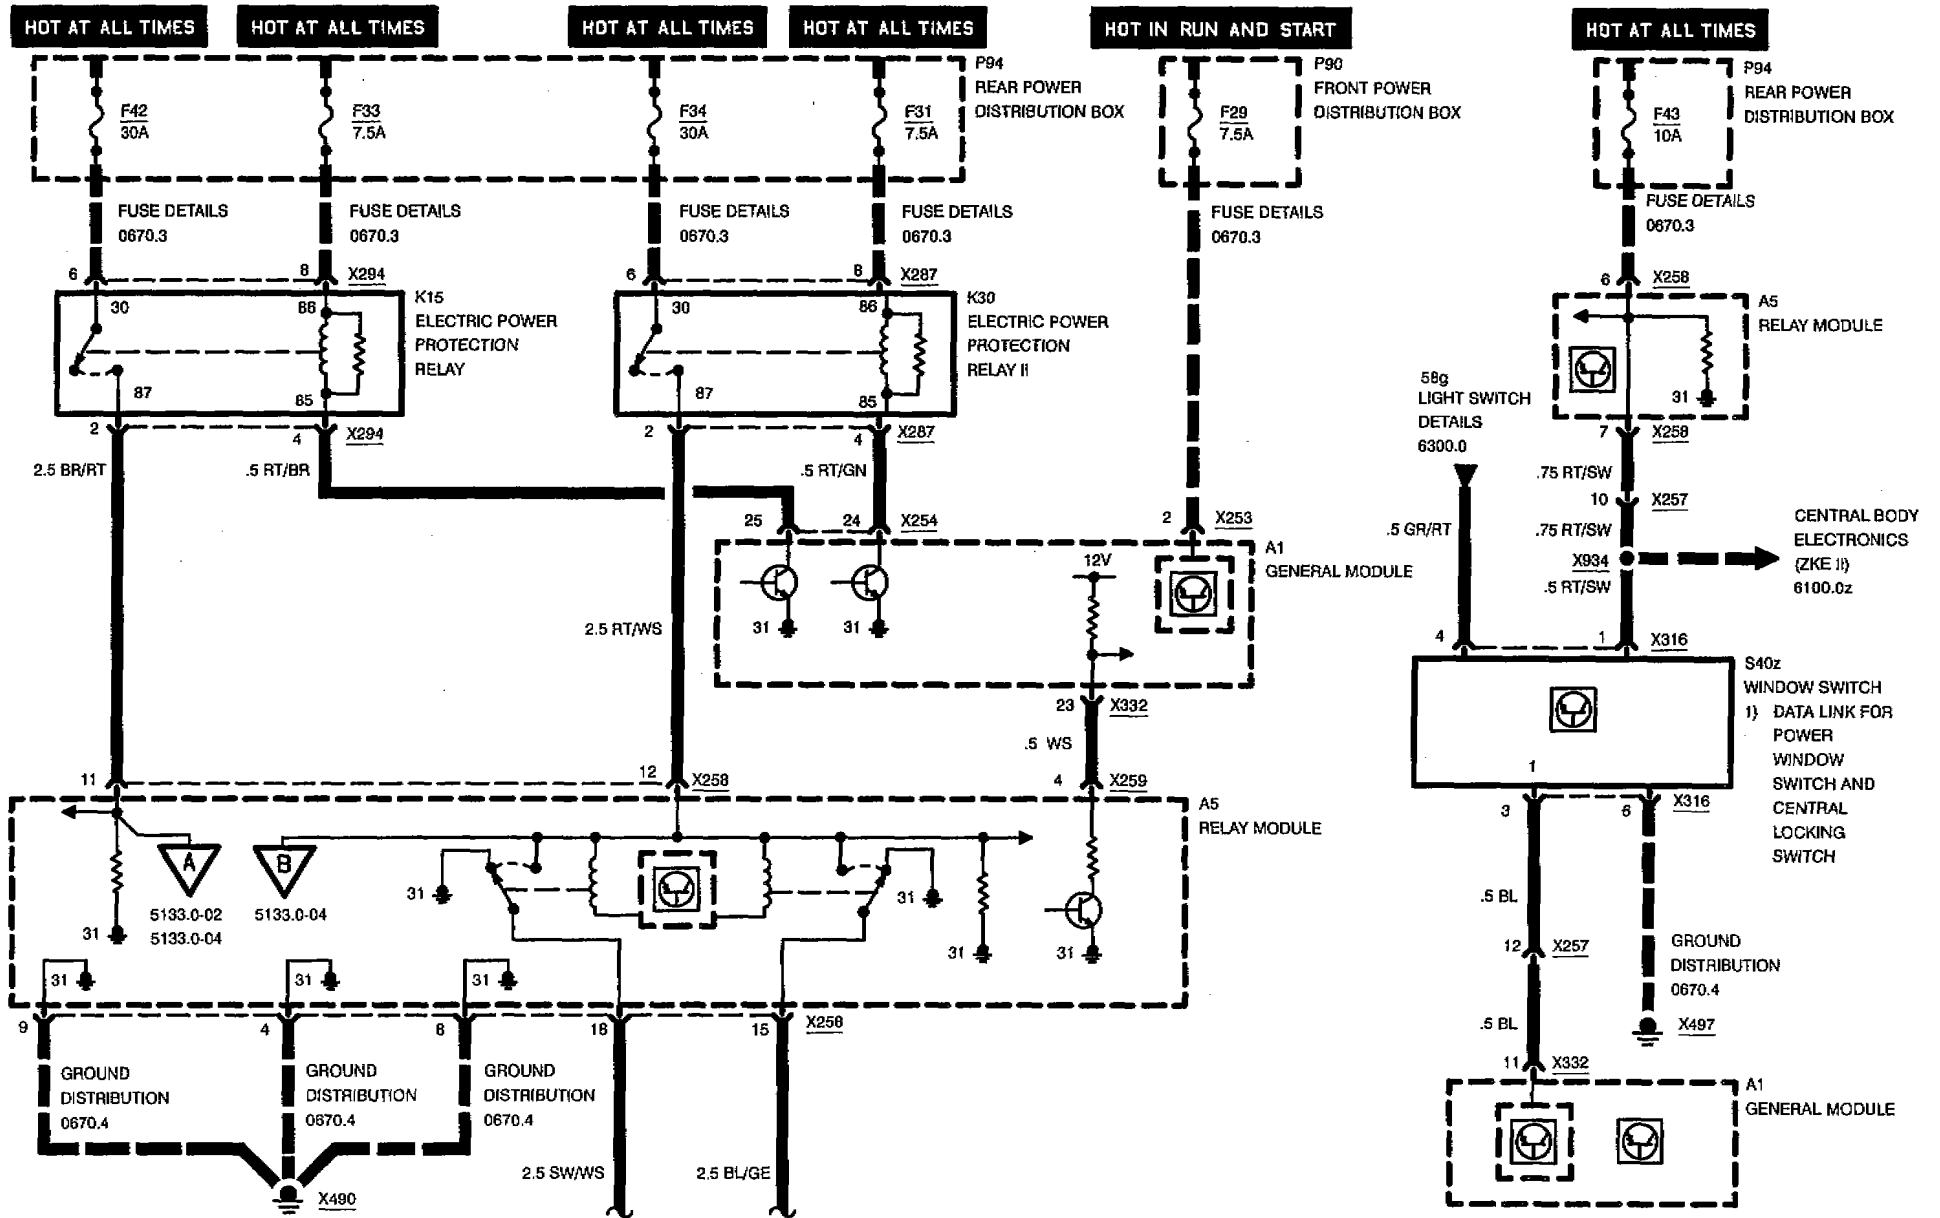 HOT AT ALL TIMES
HOT AT ALL TIMES
HOT AT ALL TIMES
HOT AT ALL TIMES
HOT IN RUN AND START
HOT AT ALL TIMES
F42
30A
F33
7.5A
F34
30A
F31
7.5A
P94
REAR POWER
DISTRIBUTION BOX
F29
7.5A
P90
FRONT POWER
DISTRIBUTION BOX
F43
10A
P94
REAR POWER
DISTRIBUTION BOX
FUSE DETAILS
0670.3
FUSE DETAILS
0670.3
FUSE DETAILS
0670.3
FUSE DETAILS
0670.3
FUSE DETAILS
0670.3
FUSE DETAILS
0670.3
6
8
X294
6
8
X287
6
X258
30
86
87
85
K15
ELECTRIC POWER
PROTECTION
RELAY
30
86
87
85
K30
ELECTRIC POWER
PROTECTION
RELAY II
31
A5
RELAY MODULE
2
4
X294
2
4
X287
7
X258
58g
LIGHT SWITCH
DETAILS
6300.0
2.5 BR/RT
.5 RT/BR
.5 RT/GN
.75 RT/SW
10
X257
.75 RT/SW
X934
.5 RT/SW
CENTRAL BODY
ELECTRONICS
(ZKE II)
6100.0z
.5 GR/RT
25
24
X254
2
X253
12V
31
31
A1
GENERAL MODULE
2.5 RT/WS
4
1
X316
S40z
WINDOW SWITCH
1) DATA LINK FOR
POWER
WINDOW
SWITCH AND
CENTRAL
LOCKING
SWITCH
1
23
X332
.5 WS
11
12
X258
4
X259
3
6
X316
A5
RELAY MODULE
A
5133.0-02
5133.0-04
B
5133.0-04
31
31
31
31
31
31
31
31
.5 BL
12
X257
.5 BL
GROUND
DISTRIBUTION
0670.4
X497
9
4
8
18
15
X258
GROUND
DISTRIBUTION
0670.4
GROUND
DISTRIBUTION
0670.4
GROUND
DISTRIBUTION
0670.4
X490
2.5 SW/WS
2.5 BL/GE
11
X332
A1
GENERAL MODULE